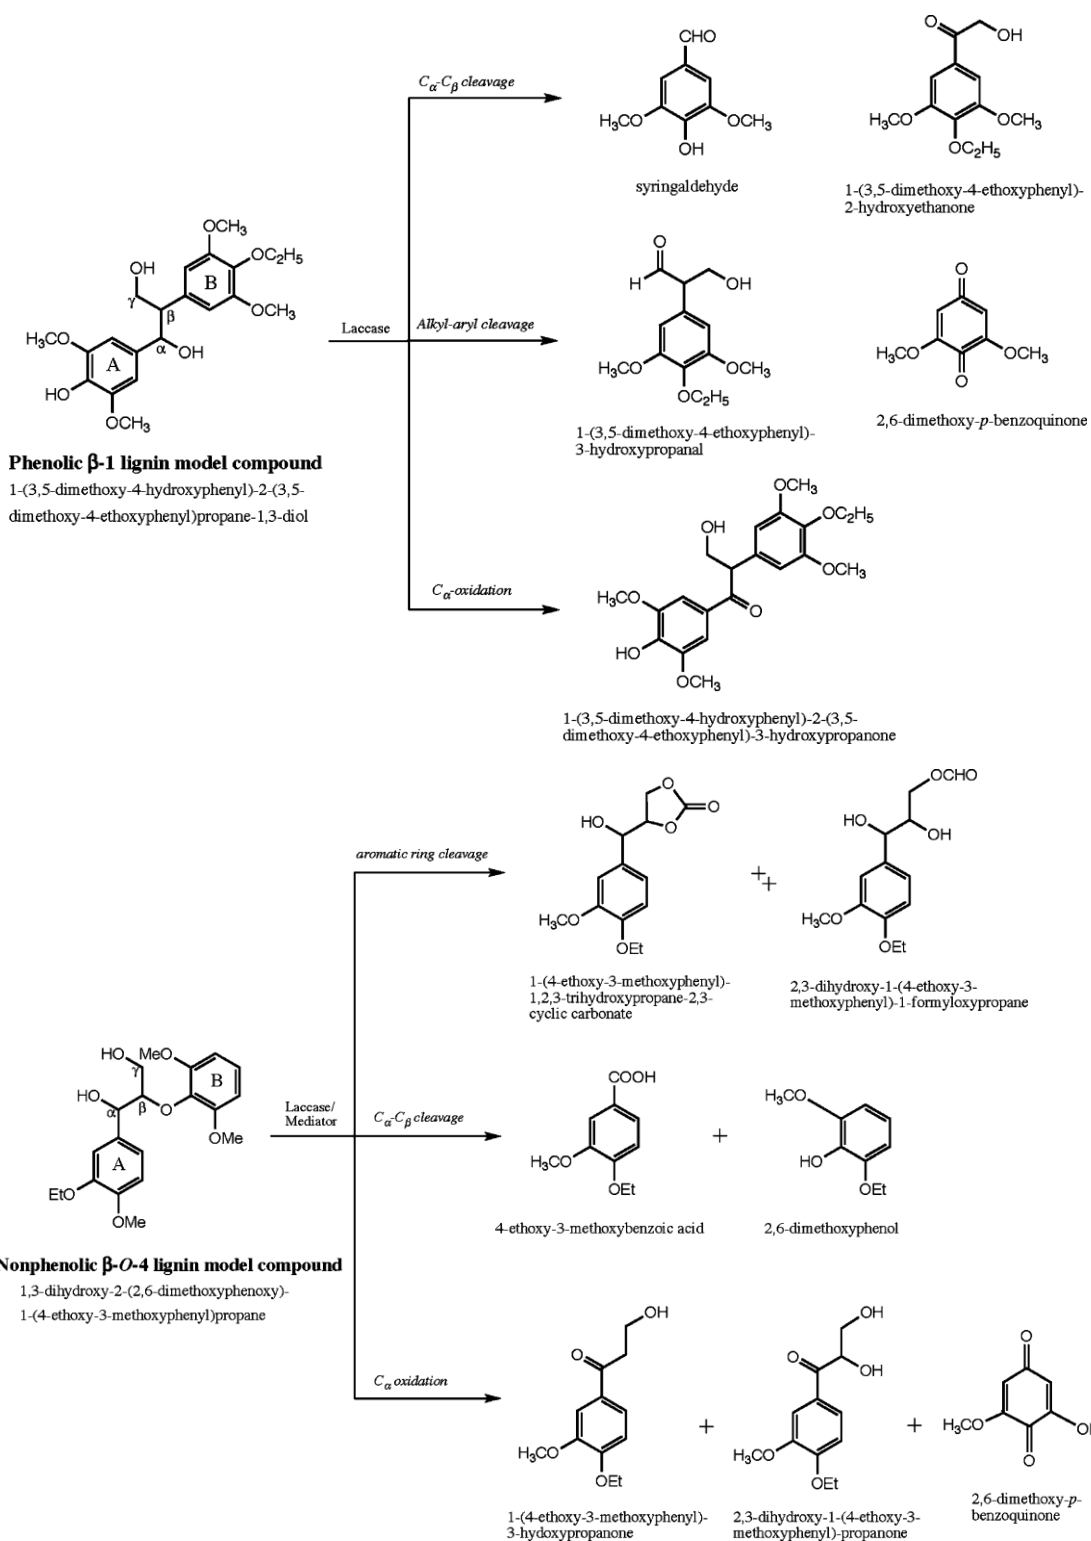 CHO
H₃CO
OCH₃
OH
syringaldehyde
O
OH
H₃CO
OCH₃
OC₂H₅
1-(3,5-dimethoxy-4-ethoxyphenyl)-
2-hydroxyethanone
Cα-Cβ cleavage
OCH₃
OC₂H₅
OH
B
γ
β
OCH₃
H₃CO
α
OH
A
HO
OCH₃
Phenolic β-1 lignin model compound
1-(3,5-dimethoxy-4-hydroxyphenyl)-2-(3,5-
dimethoxy-4-ethoxyphenyl)propane-1,3-diol
Laccase
Alkyl-aryl cleavage
O
H
OH
H₃CO
OCH₃
OC₂H₅
1-(3,5-dimethoxy-4-ethoxyphenyl)-
3-hydroxypropanal
O
H₃CO
OCH₃
O
2,6-dimethoxy-p-benzoquinone
Cα-oxidation
OCH₃
OH
OC₂H₅
OCH₃
H₃CO
O
HO
OCH₃
1-(3,5-dimethoxy-4-hydroxyphenyl)-2-(3,5-
dimethoxy-4-ethoxyphenyl)-3-hydroxypropanone
aromatic ring cleavage
O
O
HO
O
H₃CO
OEt
1-(4-ethoxy-3-methoxyphenyl)-
1,2,3-trihydroxypropane-2,3-
cyclic carbonate
+
+
OCHO
HO
OH
H₃CO
OEt
2,3-dihydroxy-1-(4-ethoxy-3-
methoxyphenyl)-1-formyloxypropane
HO
MeO
γ
B
HO
α
β
O
OMe
A
EtO
OMe
Nonphenolic β-O-4 lignin model compound
1,3-dihydroxy-2-(2,6-dimethoxyphenoxy)-
1-(4-ethoxy-3-methoxyphenyl)propane
Laccase/
Mediator
Cα-Cβ cleavage
COOH
H₃CO
OEt
4-ethoxy-3-methoxybenzoic acid
+
H₃CO
HO
OEt
2,6-dimethoxyphenol
Cα oxidation
OH
O
H₃CO
OEt
1-(4-ethoxy-3-methoxyphenyl)-
3-hydoxypropanone
+
OH
O
OH
H₃CO
OEt
2,3-dihydroxy-1-(4-ethoxy-3-
methoxyphenyl)-propanone
+
O
H₃CO
O
2,6-dimethoxy-p-
benzoquinone